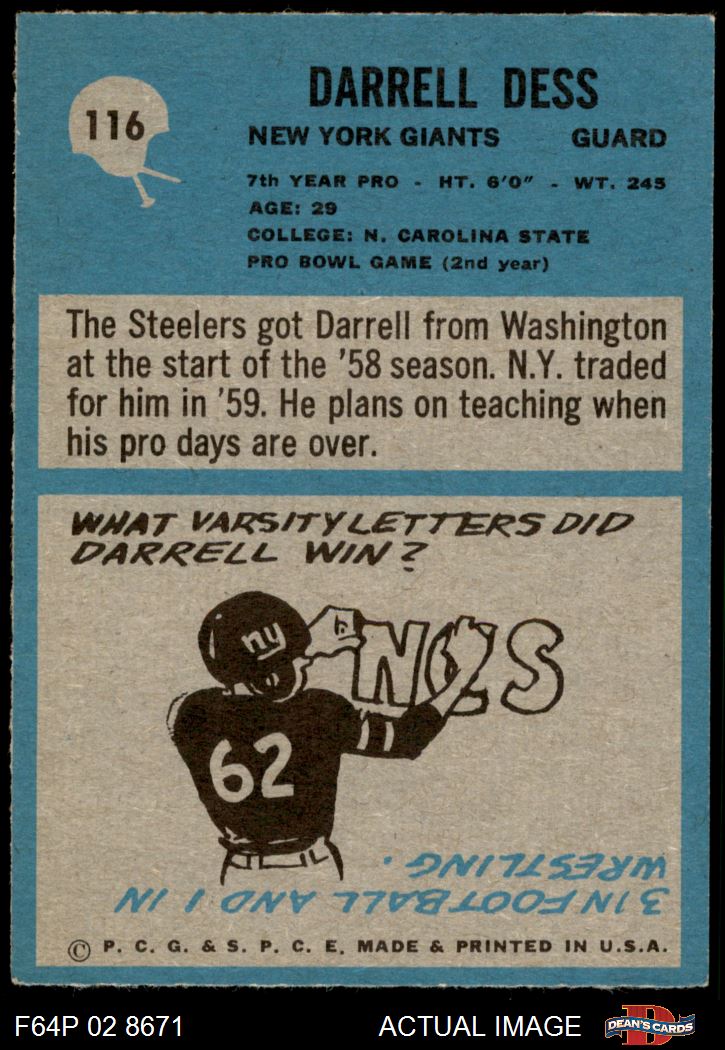 116
DARRELL DESS
NEW YORK GIANTS GUARD
7th YEAR PRO - HT. 6'0" - WT. 245
AGE: 29
COLLEGE: N. CAROLINA STATE
PRO BOWL GAME (2nd year)
The Steelers got Darrell from Washington
at the start of the '58 season. N.Y. traded
for him in '59. He plans on teaching when
his pro days are over.
WHAT VARSITY LETTERS DID
DARRELL WIN?
ny
NCS
62
3 IN FOOTBALL AND 1 IN
WRESTLING.
© P. C. G. & S. P. C. E. MADE & PRINTED IN U.S.A.
F64P 02 8671 ACTUAL IMAGE
D
DEAN'S CARDS